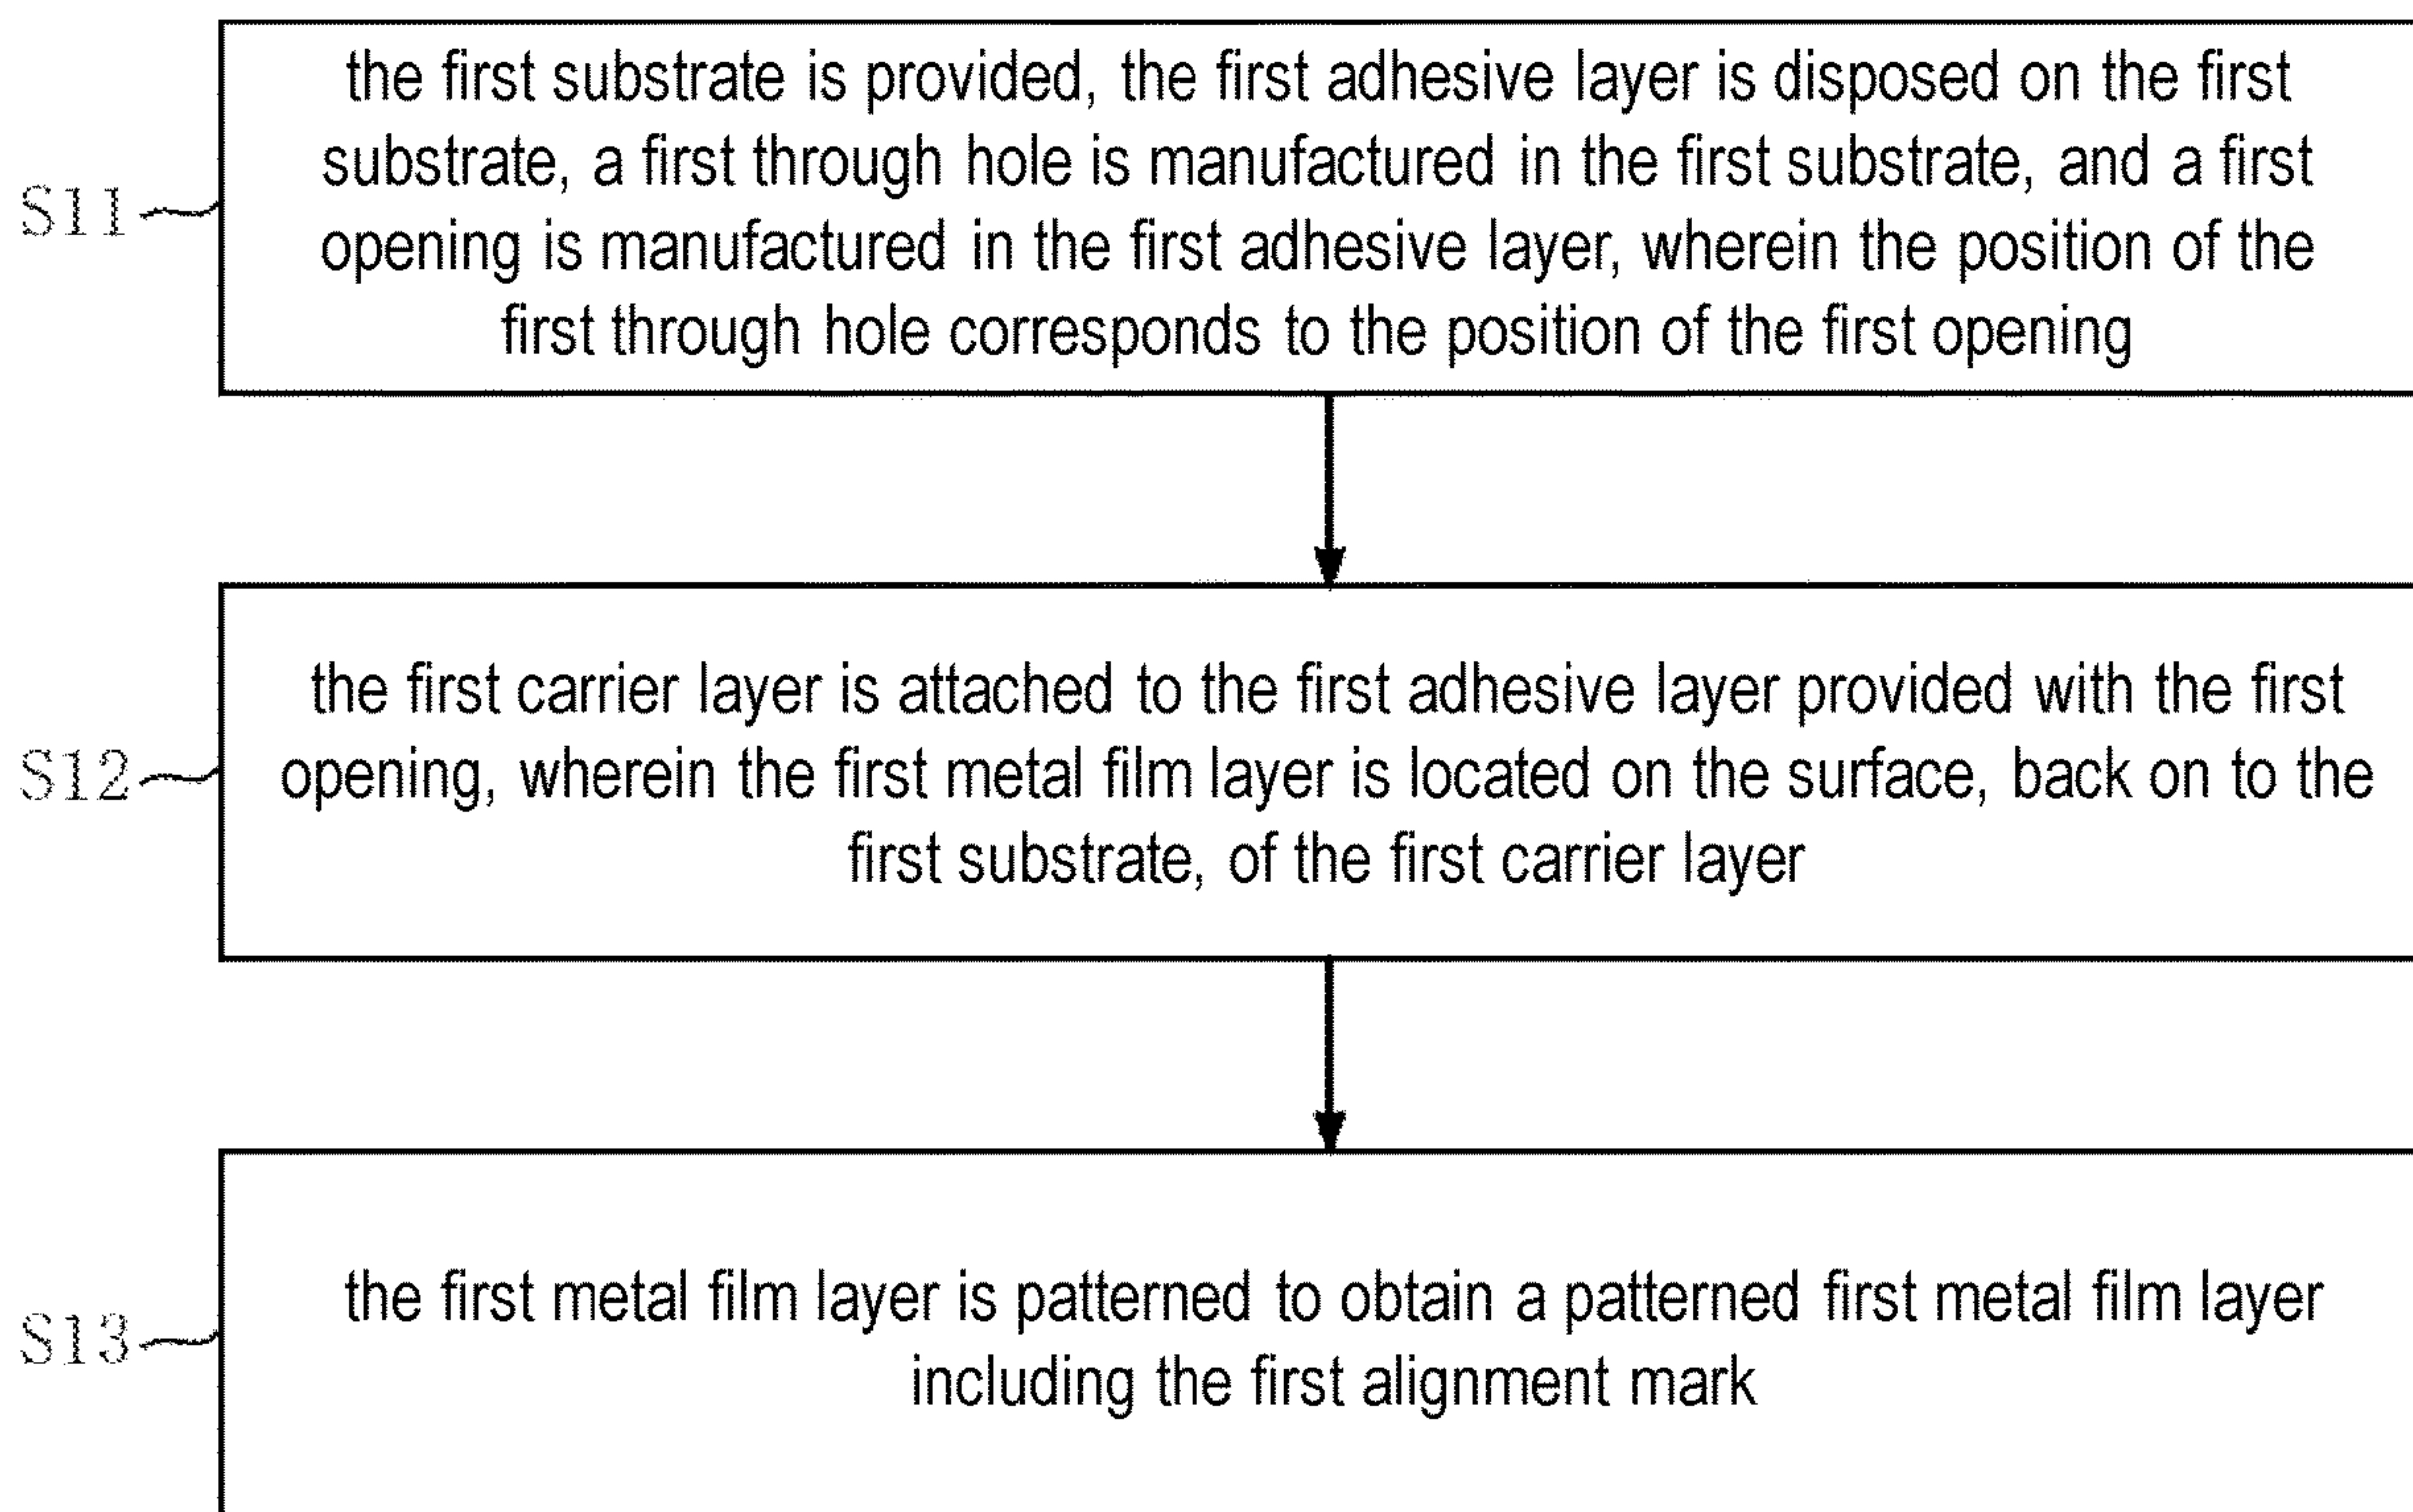 the first substrate is provided, the first adhesive layer is disposed on the first
substrate, a first through hole is manufactured in the first substrate, and a first
S11
opening is manufactured in the first adhesive layer, wherein the position of the
first through hole corresponds to the position of the first opening
the first carrier layer is attached to the first adhesive layer provided with the first
S12
opening, wherein the first metal film layer is located on the surface, back on to the
first substrate, of the first carrier layer
the first metal film layer is patterned to obtain a patterned first metal film layer
S13
including the first alignment mark